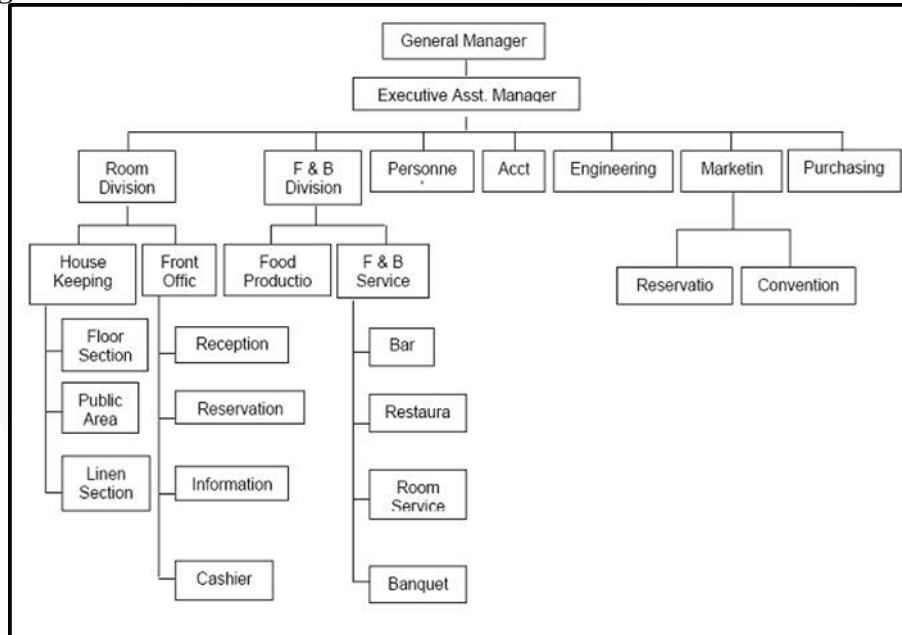 General Manager
Executive Asst. Manager
Room
Division
F & B
Division
Personne
Acct
Engineering
Marketin
Purchasing
House
Keeping
Front
Offic
Food
Productio
F & B
Service
Reservatio
Convention
Floor
Section
Reception
Bar
Public
Area
Reservation
Restaura
Linen
Section
Information
Room
Service
Cashier
Banquet